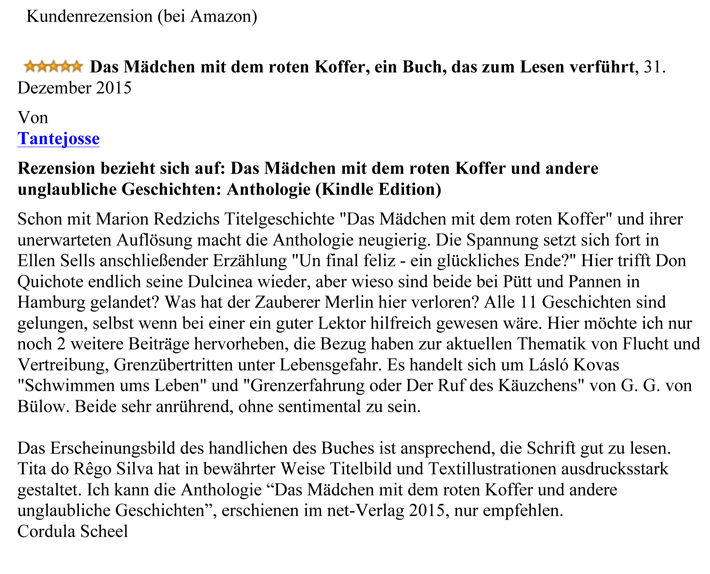 Kundenrezension (bei Amazon)
Das Mädchen mit dem roten Koffer, ein Buch, das zum Lesen verführt, 31.
Dezember 2015
Von
Tantejosse
Rezension bezieht sich auf: Das Mädchen mit dem roten Koffer und andere
unglaubliche Geschichten: Anthologie (Kindle Edition)
Schon mit Marion Redzichs Titelgeschichte "Das Mädchen mit dem roten Koffer" und ihrer
unerwarteten Auflösung macht die Anthologie neugierig. Die Spannung setzt sich fort in
Ellen Sells anschließender Erzählung "Un final feliz - ein glückliches Ende?" Hier trifft Don
Quichote endlich seine Dulcinea wieder, aber wieso sind beide bei Pütt und Pannen in
Hamburg gelandet? Was hat der Zauberer Merlin hier verloren? Alle 11 Geschichten sind
gelungen, selbst wenn bei einer ein guter Lektor hilfreich gewesen wäre. Hier möchte ich nur
noch 2 weitere Beiträge hervorheben, die Bezug haben zur aktuellen Thematik von Flucht und
Vertreibung, Grenzübertritten unter Lebensgefahr. Es handelt sich um Lásló Kovas
"Schwimmen ums Leben" und "Grenzerfahrung oder Der Ruf des Käuzchens" von G. G. von
Bülow. Beide sehr anrührend, ohne sentimental zu sein.
Das Erscheinungsbild des handlichen des Buches ist ansprechend, die Schrift gut zu lesen.
Tita do Rêgo Silva hat in bewährter Weise Titelbild und Textillustrationen ausdrucksstark
gestaltet. Ich kann die Anthologie “Das Mädchen mit dem roten Koffer und andere
unglaubliche Geschichten”, erschienen im net-Verlag 2015, nur empfehlen.
Cordula Scheel